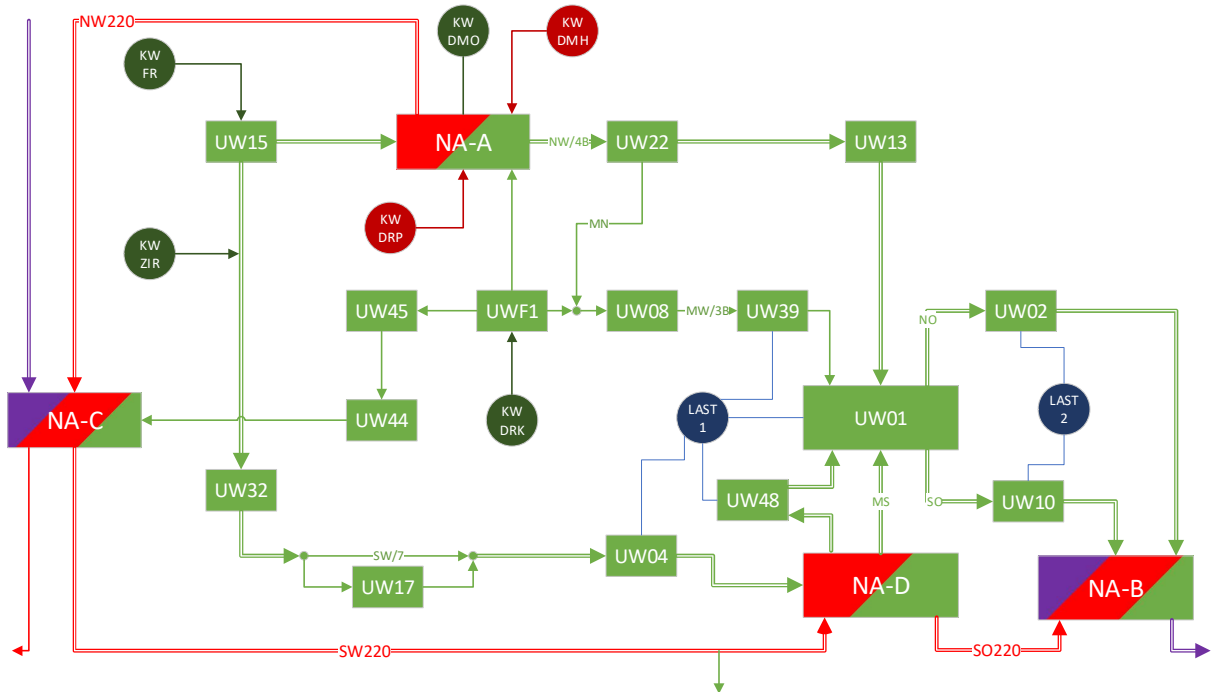 NW220
KW
FR
KW
DMO
KW
DMH
UW15
NA-A
NW/4B
UW22
UW13
KW
DRP
MN
KW
ZIR
UW45
UWF1
UW08
MW/3B
UW39
NO
UW02
NA-C
UW44
KW
DRK
LAST
1
UW01
LAST
2
UW32
UW48
MS
SO
UW10
SW/7
UW17
UW04
NA-D
NA-B
SW220
SO220